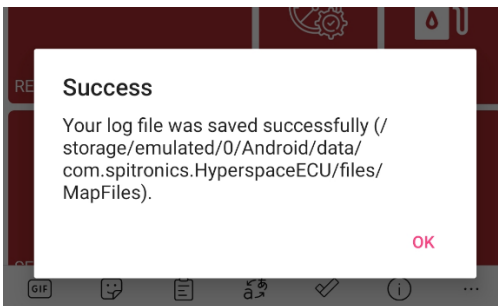 RE
Success
Your log file was saved successfully (/
storage/emulated/0/Android/data/
com.spitronics.HyperspaceECU/files/
MapFiles).
OK
GIF